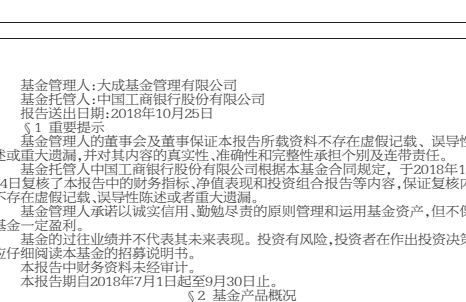 基金管理人:大成基金管理有限公司
基金托管人:中国工商银行股份有限公司
报告送出日期:2018年10月25日
§1 重要提示
基金管理人的董事会及董事保证本报告所载资料不存在虚假记载、误导性
述或重大遗漏,并对其内容的真实性、准确性和完整性承担个别及连带责任。
基金托管人中国工商银行股份有限公司根据本基金合同规定，于2018年1
4日复核了本报告中的财务指标、净值表现和投资组合报告等内容,保证复核内
不存在虚假记载、误导性陈述或者重大遗漏。
基金管理人承诺以诚实信用、勤勉尽责的原则管理和运用基金资产,但不保
基金一定盈利。
基金的过往业绩并不代表其未来表现。投资有风险,投资者在作出投资决策
应仔细阅读本基金的招募说明书。
本报告中财务资料未经审计。
本报告期自2018年7月1日起至9月30日止。
§2 基金产品概况